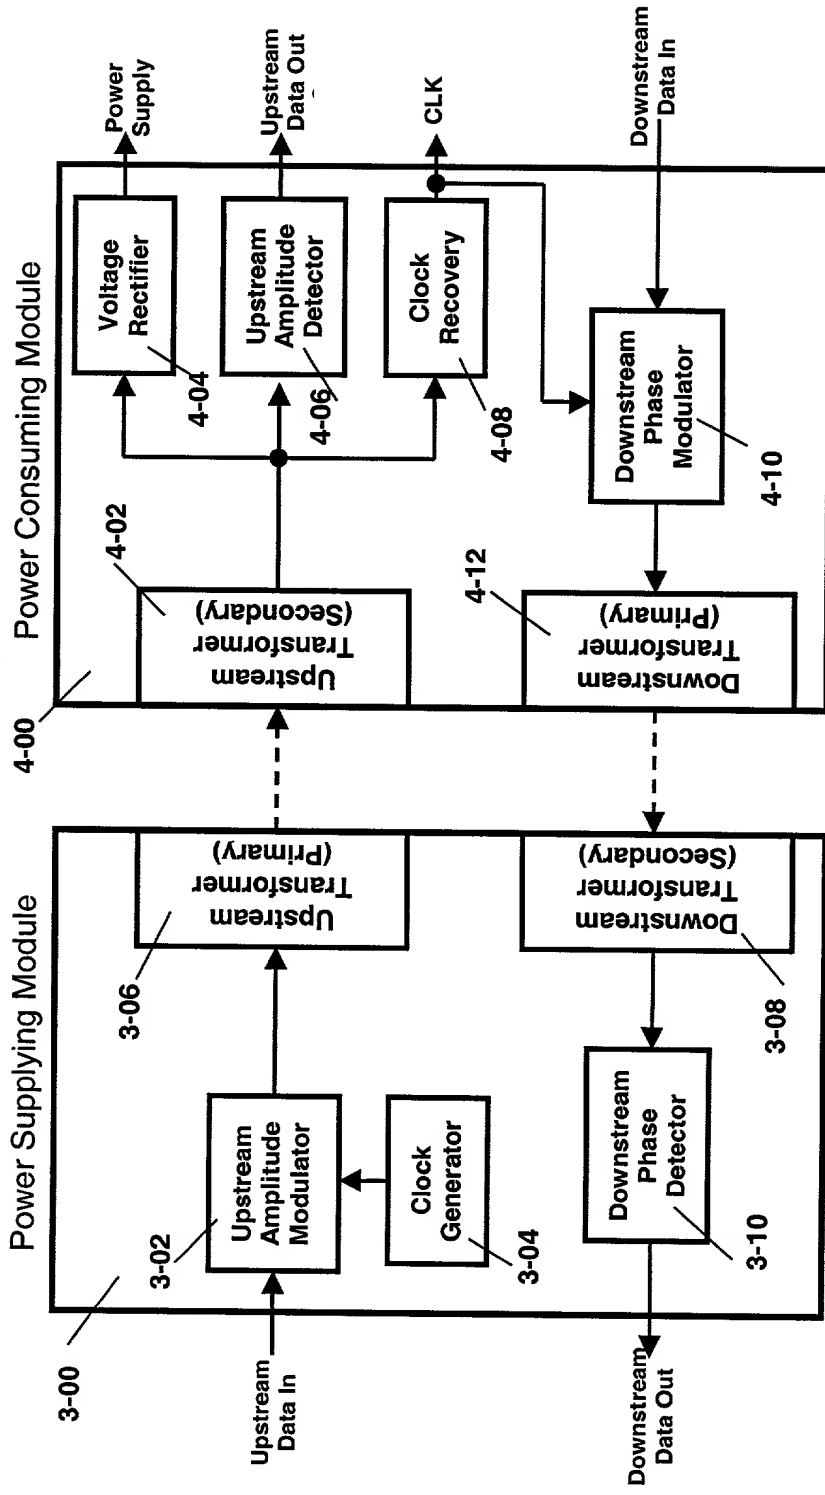 Power Supplying Module
Power Consuming Module
3-00
4-00
Upstream
Data In
3-02
Upstream
Amplitude
Modulator
Clock
Generator
3-04
3-06
Upstream
Transformer
(Primary)
4-02
Upstream
Transformer
(Secondary)
Voltage
Rectifier
4-04
Power
Supply
Upstream
Amplitude
Detector
4-06
Upstream
Data Out
Clock
Recovery
4-08
CLK
Downstream
Data Out
Downstream
Phase
Detector
3-10
Downstream
Transformer
(Secondary)
3-08
4-12
Downstream
Transformer
(Primary)
Downstream
Phase
Modulator
4-10
Downstream
Data In